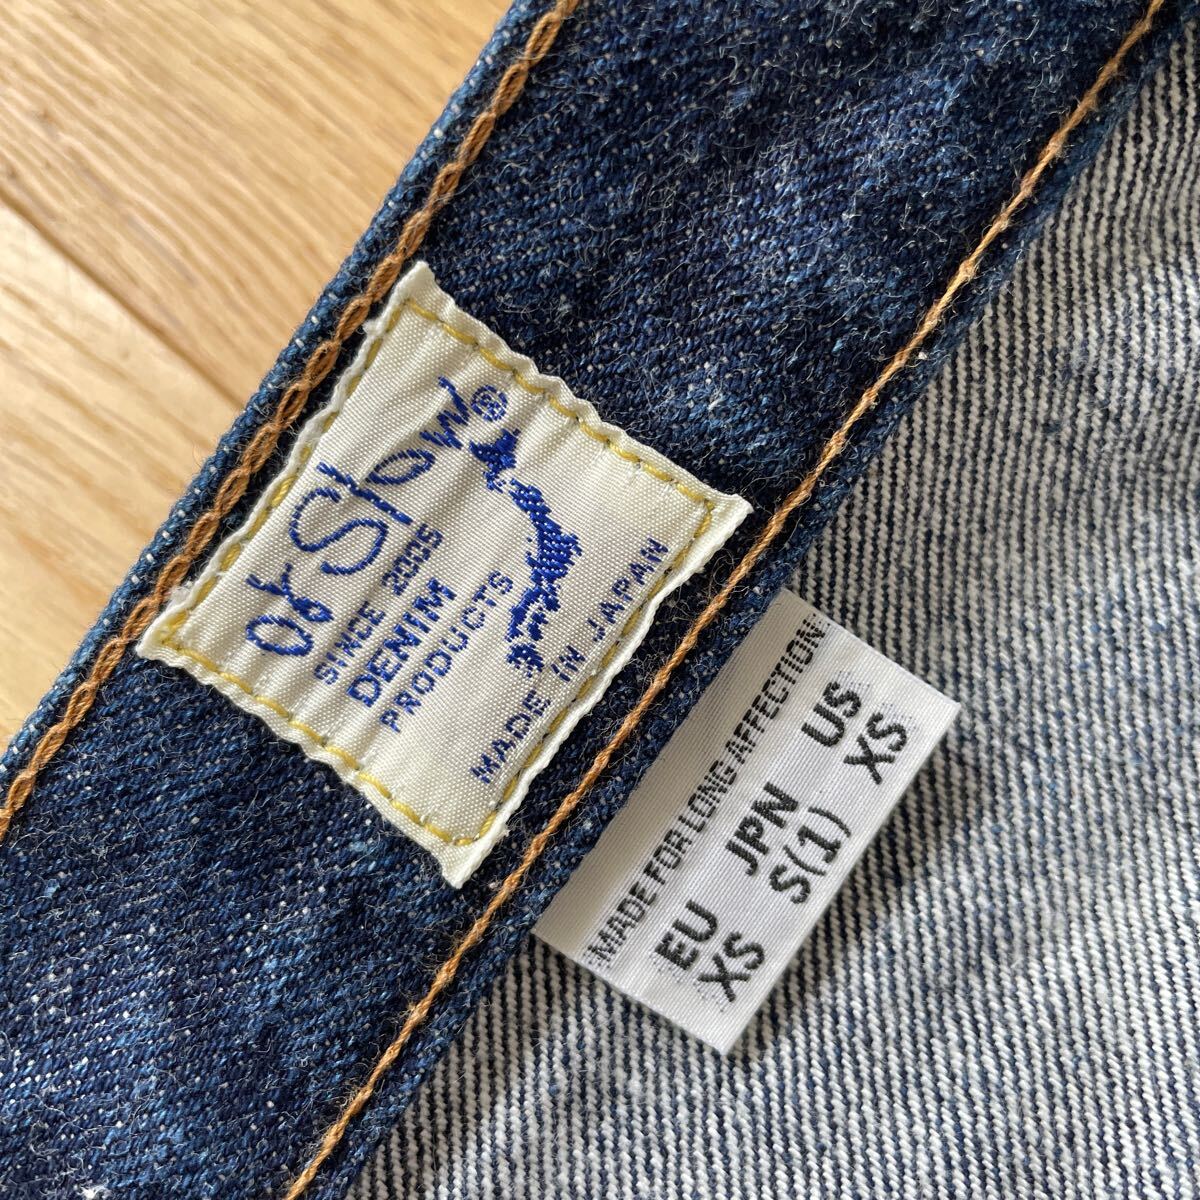 orSlow®
SINCE 2005
DENIM
PRODUCTS
MADE IN JAPAN
MADE FOR LONG AFFECTION
EU JPN US
XS S(1) XS